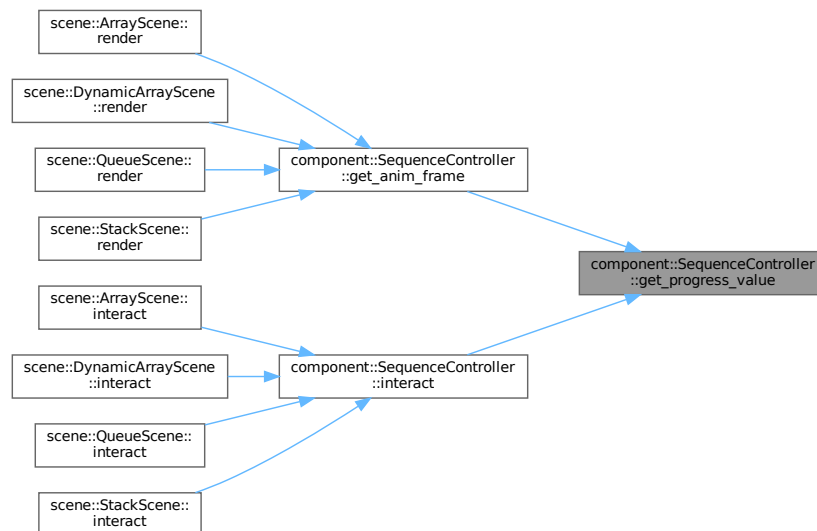 scene::ArrayScene::
render
scene::DynamicArrayScene
::render
scene::QueueScene::
render
scene::StackScene::
render
scene::ArrayScene::
interact
scene::DynamicArrayScene
::interact
scene::QueueScene::
interact
scene::StackScene::
interact
component::SequenceController
::get_anim_frame
component::SequenceController
::interact
component::SequenceController
::get_progress_value